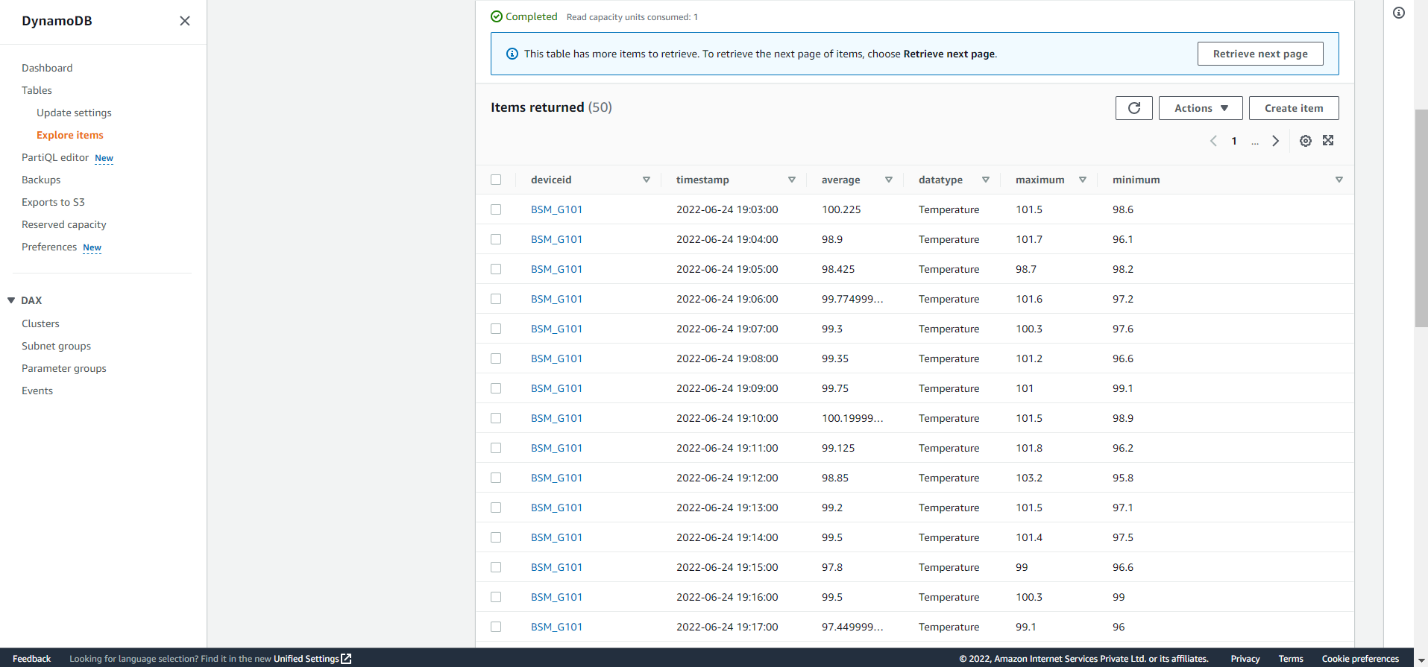 DynamoDB
Dashboard
Tables
Update settings
Explore items
PartiQL editor New
Backups
Exports to S3
Reserved capacity
Preferences New
DAX
Clusters
Subnet groups
Parameter groups
Events
Completed Read capacity units consumed: 1
This table has more items to retrieve. To retrieve the next page of items, choose Retrieve next page. Retrieve next page
Items returned (50) Actions Create item
1 ...
deviceid timestamp average datatype maximum minimum
BSM_G101 2022-06-24 19:03:00 100.225 Temperature 101.5 98.6
BSM_G101 2022-06-24 19:04:00 98.9 Temperature 101.7 96.1
BSM_G101 2022-06-24 19:05:00 98.425 Temperature 98.7 98.2
BSM_G101 2022-06-24 19:06:00 99.774999... Temperature 101.6 97.2
BSM_G101 2022-06-24 19:07:00 99.3 Temperature 100.3 97.6
BSM_G101 2022-06-24 19:08:00 99.35 Temperature 101.2 96.6
BSM_G101 2022-06-24 19:09:00 99.75 Temperature 101 99.1
BSM_G101 2022-06-24 19:10:00 100.19999... Temperature 101.5 98.9
BSM_G101 2022-06-24 19:11:00 99.125 Temperature 101.8 96.2
BSM_G101 2022-06-24 19:12:00 98.85 Temperature 103.2 95.8
BSM_G101 2022-06-24 19:13:00 99.2 Temperature 101.5 97.1
BSM_G101 2022-06-24 19:14:00 99.5 Temperature 101.4 97.5
BSM_G101 2022-06-24 19:15:00 97.8 Temperature 99 96.6
BSM_G101 2022-06-24 19:16:00 99.5 Temperature 100.3 99
BSM_G101 2022-06-24 19:17:00 97.449999... Temperature 99.1 96
Feedback Looking for language selection? Find it in the new Unified Settings © 2022, Amazon Internet Services Private Ltd. or its affiliates. Privacy Terms Cookie preferences